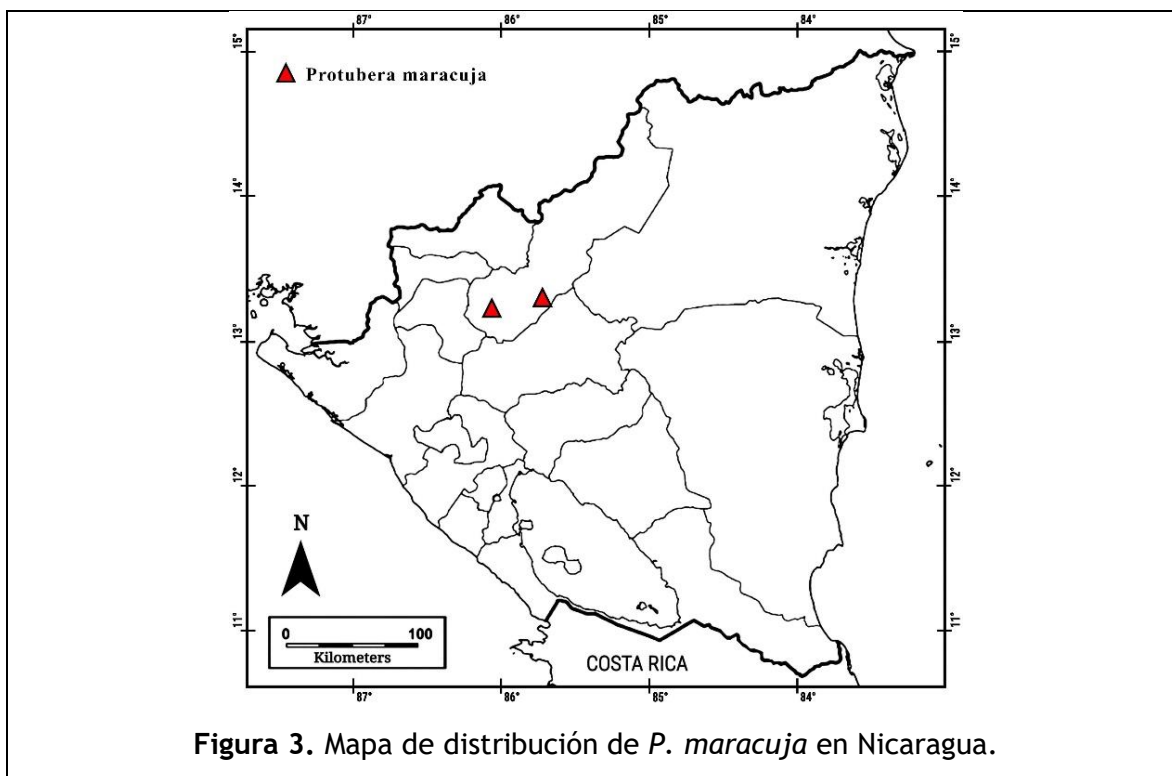 87° 86° 85° 84°
15° 15°
Protubera maracuja
14° 14°
13° 13°
12° 12°
N
11° 11°
0 100
Kilometers
COSTA RICA
87° 86° 85° 84°
Figura 3. Mapa de distribución de P. maracuja en Nicaragua.